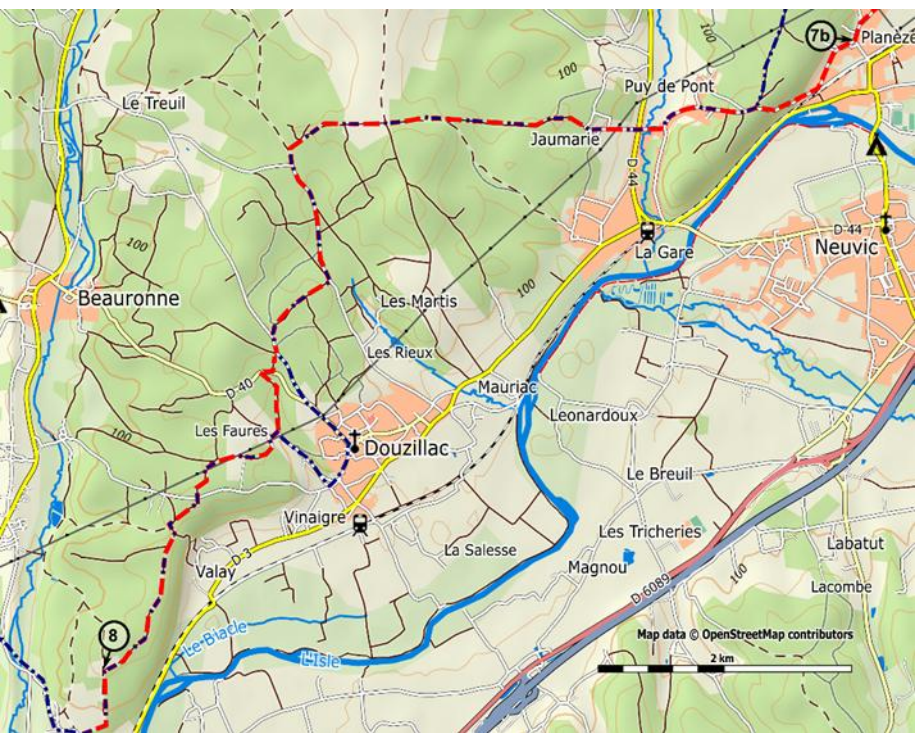 7b
Planèze
100
100
Puy de Pont
Le Treuil
Jaumarie
D 44
D 44
Neuvic
La Gare
100
Beauronne
100
Les Martis
Les Rieux
Mauriac
D 40
Leonardoux
Les Faures
100
Douzillac
Le Breuil
Vinaigre
Les Tricheries
La Salesse
Labatut
D 3
Magnou
Valay
D 6089
100
Lacombe
8
Le Biacle
Map data © OpenStreetMap contributors
L'Isle
2 km